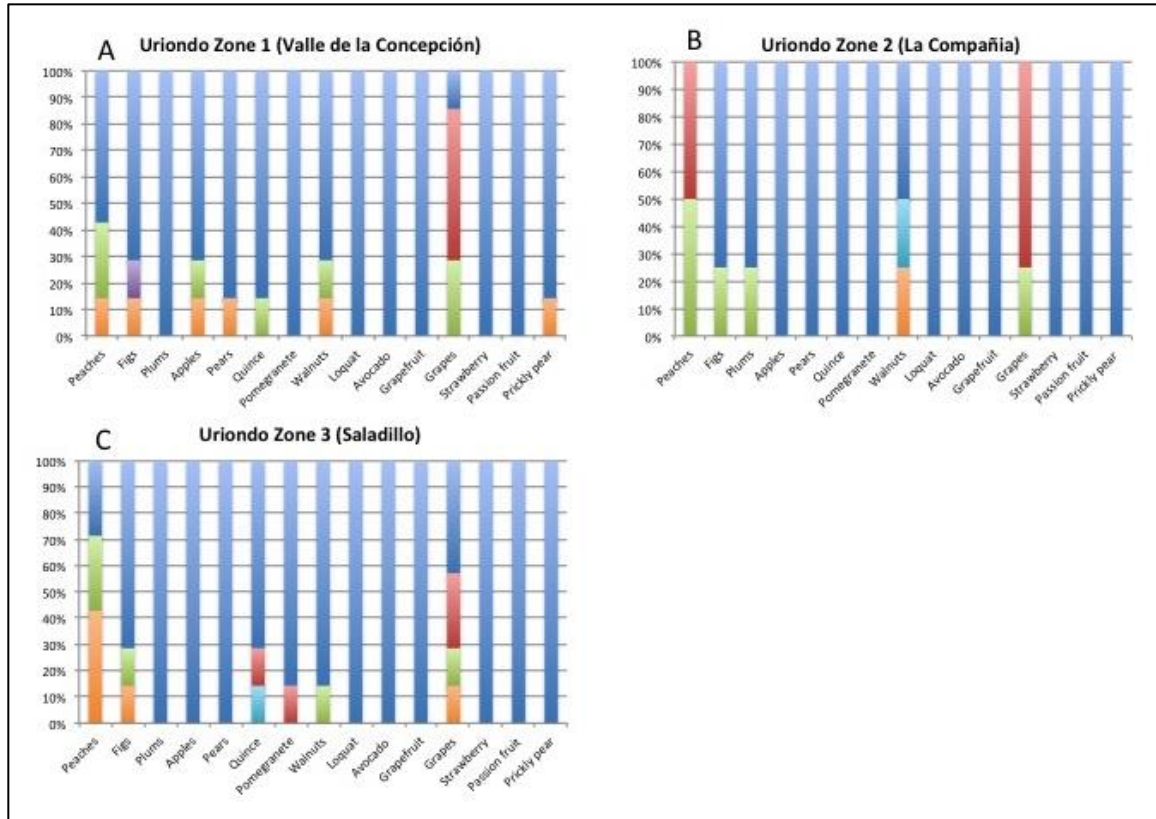 A
Uriondo Zone 1 (Valle de la Concepción)
100%
90%
80%
70%
60%
50%
40%
30%
20%
10%
0%
Peaches
Figs
Plums
Apples
Pears
Quince
Pomegranete
Walnuts
Loquat
Avocado
Grapefruit
Grapes
Strawberry
Passion fruit
Prickly pear
B
Uriondo Zone 2 (La Compañia)
100%
90%
80%
70%
60%
50%
40%
30%
20%
10%
0%
Peaches
Figs
Plums
Apples
Pears
Quince
Pomegranete
Walnuts
Loquat
Avocado
Grapefruit
Grapes
Strawberry
Passion fruit
Prickly pear
C
Uriondo Zone 3 (Saladillo)
100%
90%
80%
70%
60%
50%
40%
30%
20%
10%
0%
Peaches
Figs
Plums
Apples
Pears
Quince
Pomegranete
Walnuts
Loquat
Avocado
Grapefruit
Grapes
Strawberry
Passion fruit
Prickly pear